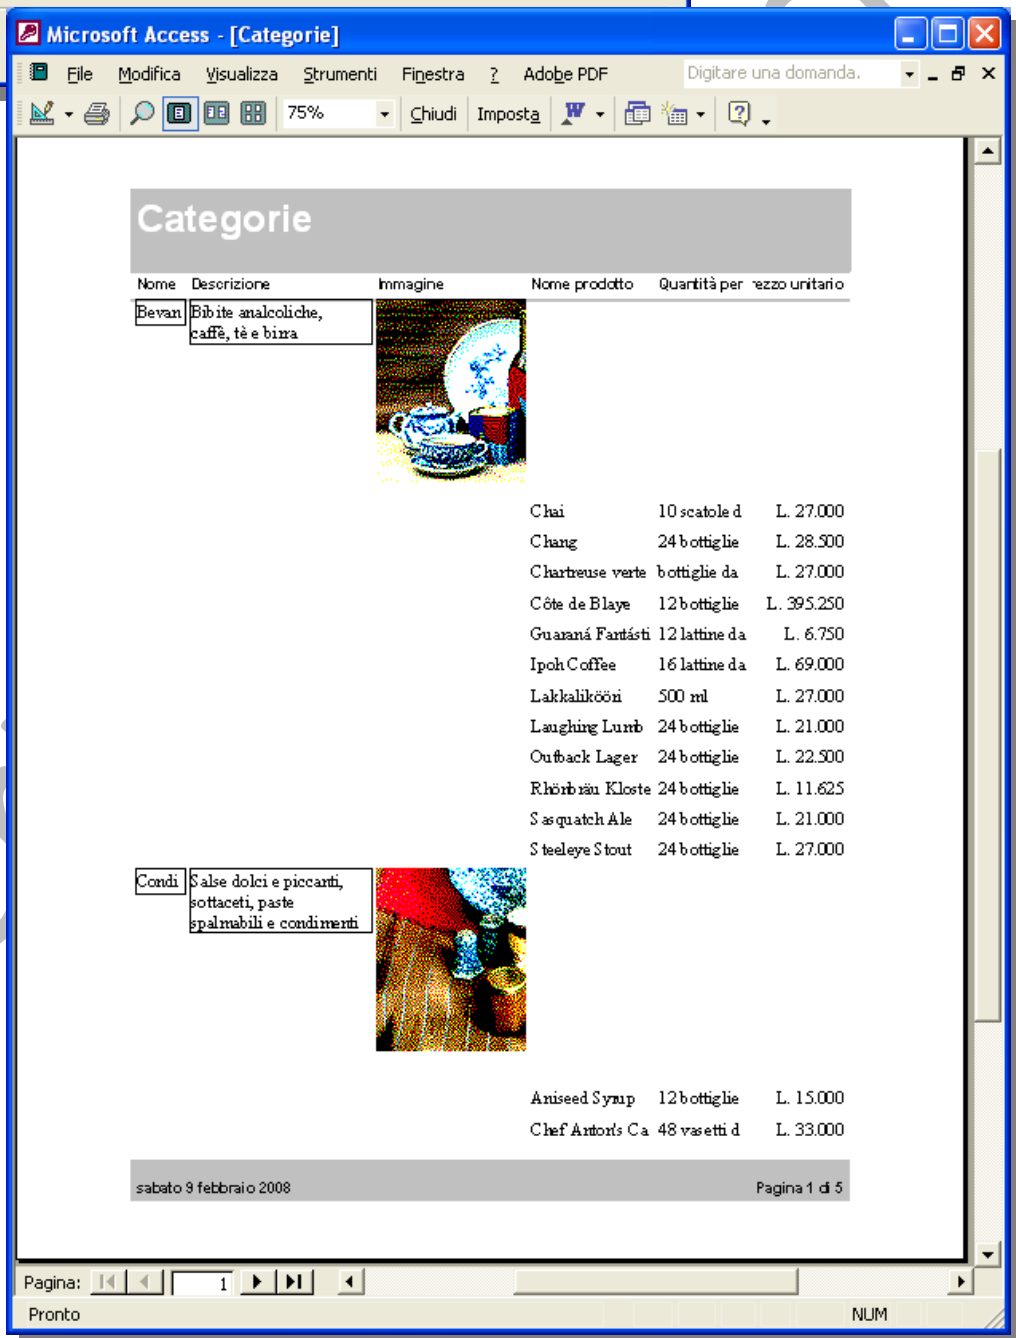 Microsoft Access - [Categorie]
File Modifica Visualizza Strumenti Finestra ? Adobe PDF Digitare una domanda.
75% Chiudi Imposta W ?
Categorie
Nome Descrizione Immagine Nome prodotto Quantità per rezzo unitario
Bevan Bibite analcoliche,
caffè, tè e birra
Chai 10 scatole d L. 27.000
Chang 24 bottiglie L. 28.500
Chartreuse verte bottiglie da L. 27.000
Côte de Blaye 12 bottiglie L. 395.250
Guaraná Fantásti 12 lattine da L. 6.750
Ipoh Coffee 16 lattine da L. 69.000
Lakkalikööri 500 ml L. 27.000
Laughing Lumb 24 bottiglie L. 21.000
Outback Lager 24 bottiglie L. 22.500
Rhönbräu Kloste 24 bottiglie L. 11.625
Sasquatch Ale 24 bottiglie L. 21.000
Steeleye Stout 24 bottiglie L. 27.000
Condi Salse dolci e piccanti,
sottaceti, paste
spalmabili e condimenti
Aniseed Syrup 12 bottiglie L. 15.000
Chef Anton's Ca 48 vasetti d L. 33.000
sabato 9 febbraio 2008 Pagina 1 di 5
Pagina: 1
Pronto NUM